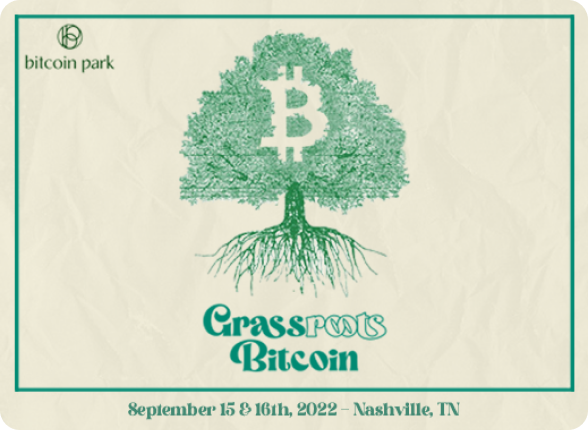 bitcoin park
Grassroots
Bitcoin
September 15 & 16th, 2022 – Nashville, TN